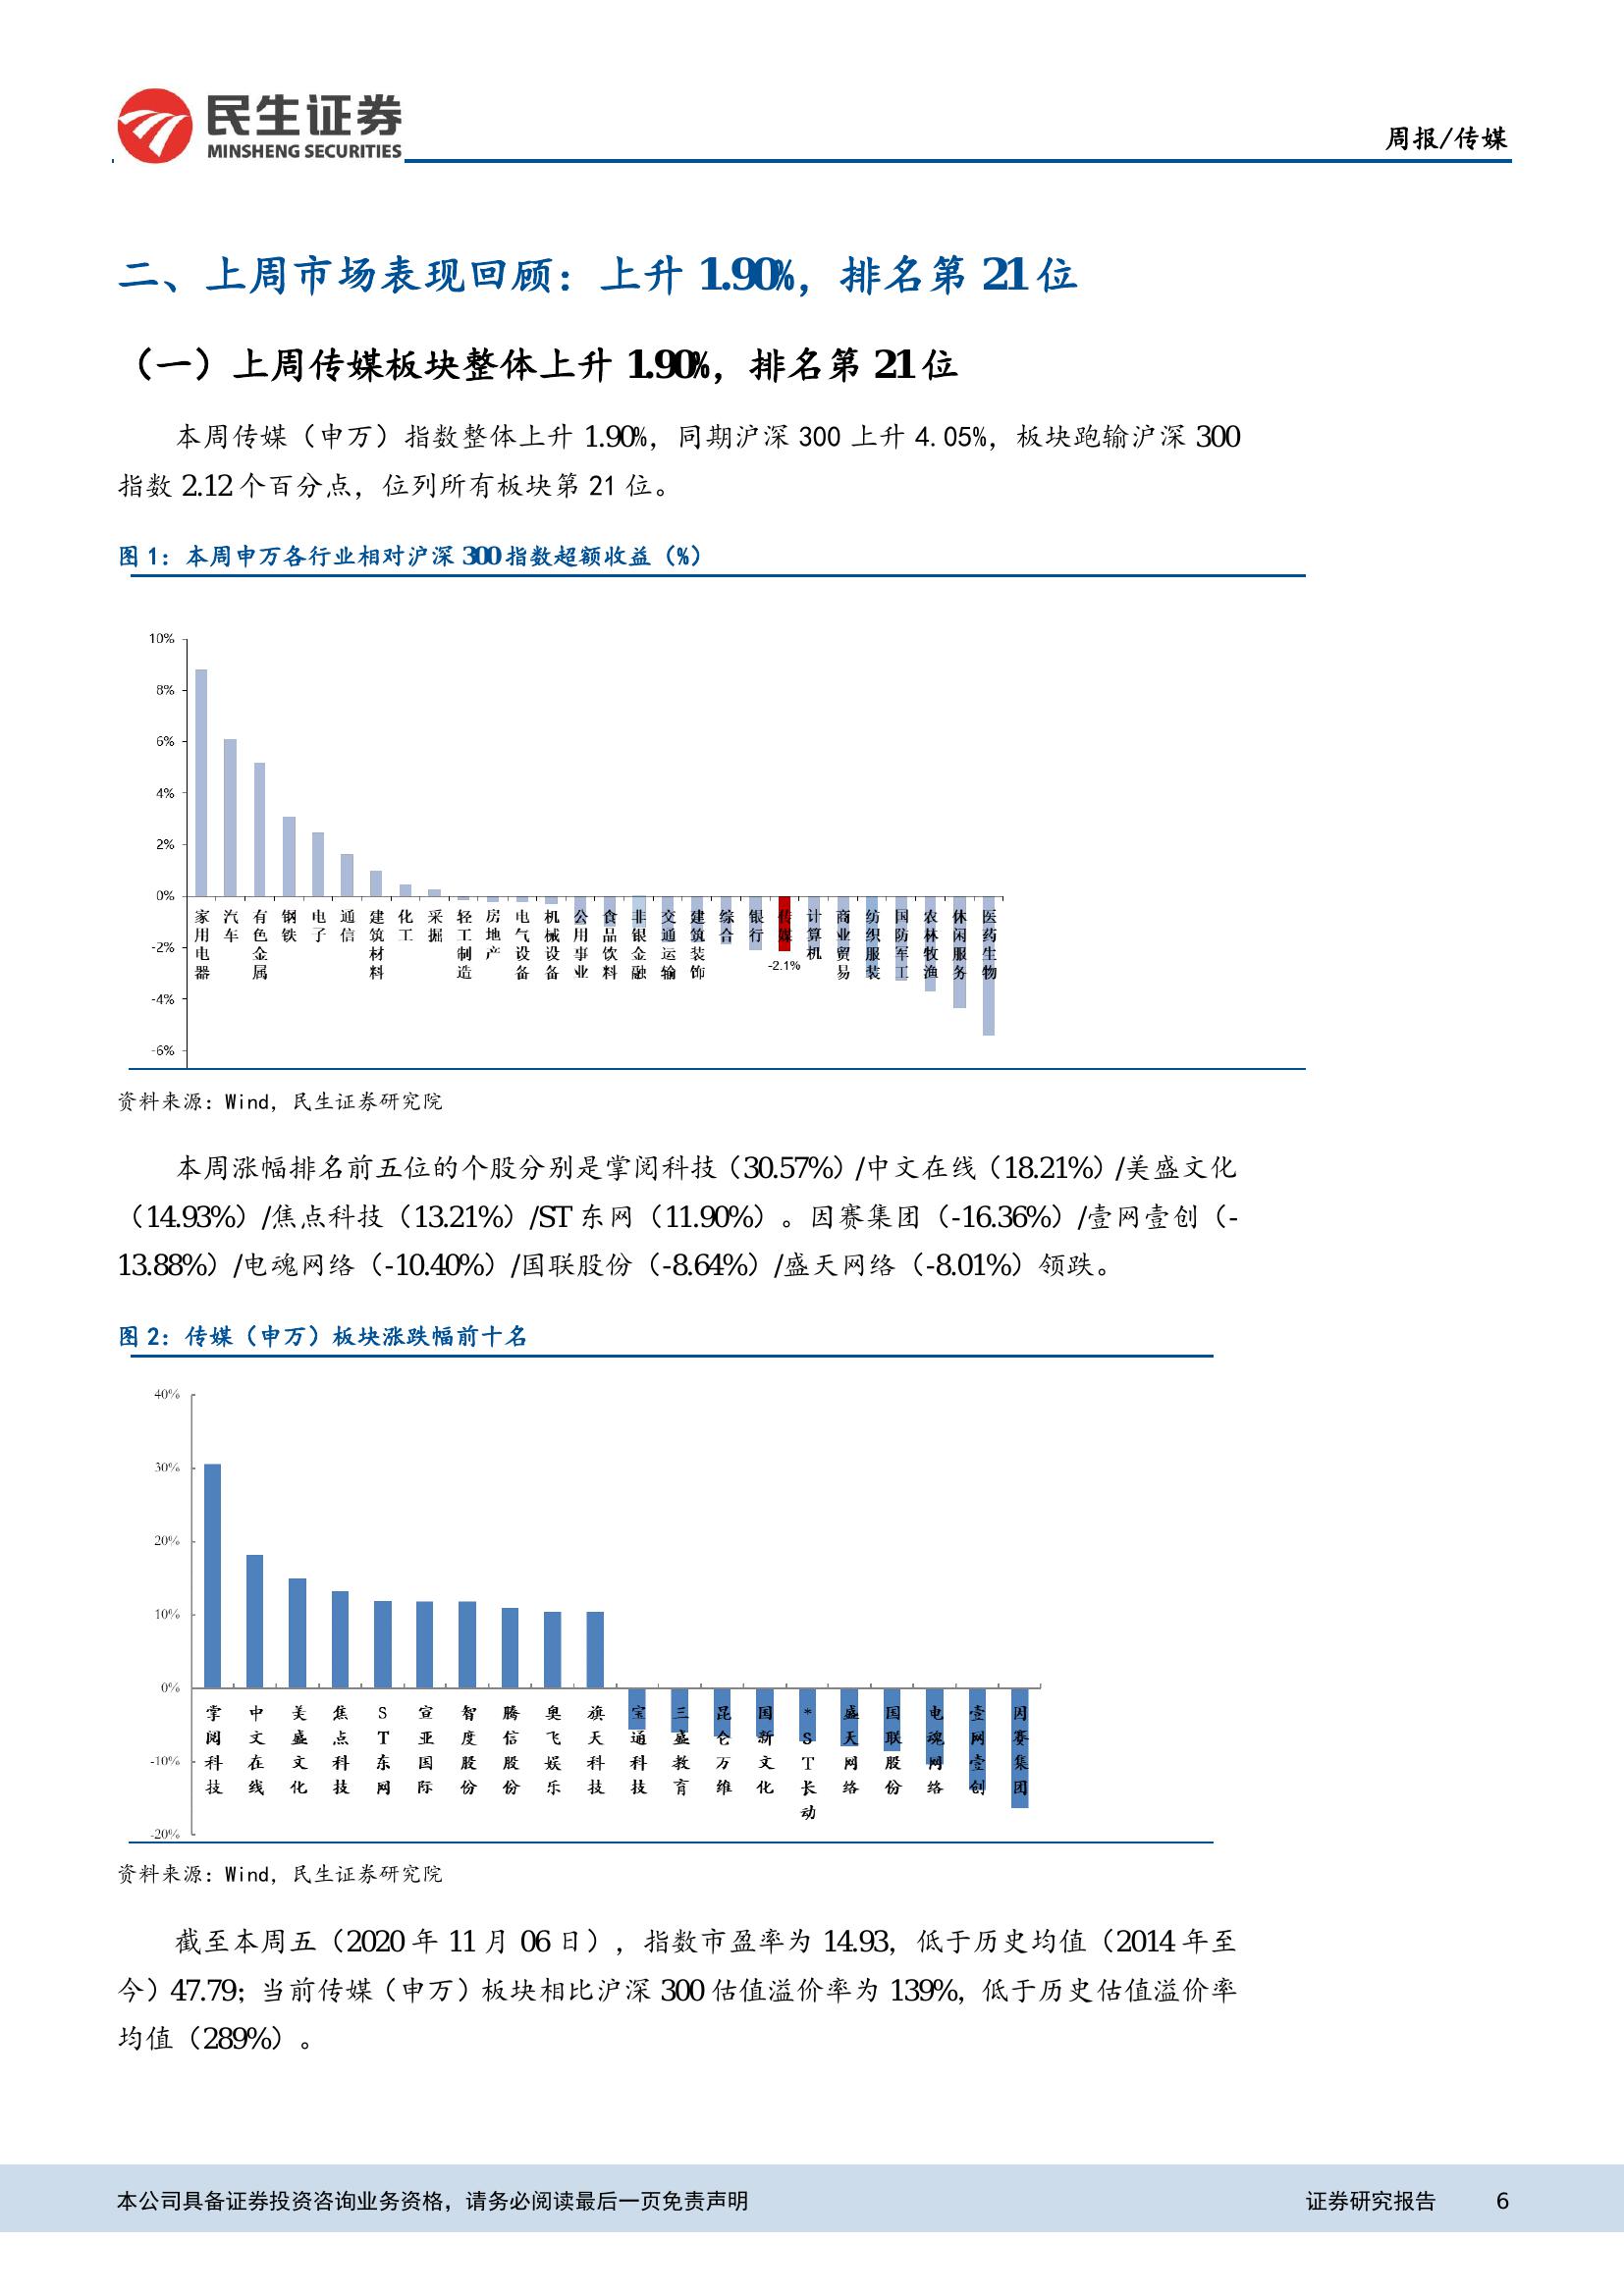 民生证券
MINSHENG SECURITIES
周报/传媒
二、上周市场表现回顾：上升 1.90%，排名第 21 位
（一）上周传媒板块整体上升 1.90%，排名第 21 位
本周传媒（申万）指数整体上升 1.90%，同期沪深 300 上升 4.05%，板块跑输沪深 300
指数 2.12 个百分点，位列所有板块第 21 位。
图 1：本周申万各行业相对沪深 300 指数超额收益（%）
10%
8%
6%
4%
2%
0%
-2%
-4%
-6%
家用电器
汽车
有色金属
钢铁
电子
通信
建筑材料
化工
采掘
轻工制造
房地产
电气设备
机械设备
公用事业
食品饮料
非银金融
交通运输
建筑装饰
综合
银行
传媒
-2.1%
计算机
商业贸易
纺织服装
国防军工
农林牧渔
休闲服务
医药生物
资料来源：Wind，民生证券研究院
本周涨幅排名前五位的个股分别是掌阅科技（30.57%）/中文在线（18.21%）/美盛文化
（14.93%）/焦点科技（13.21%）/ST 东网（11.90%）。因赛集团（-16.36%）/壹网壹创（-
13.88%）/电魂网络（-10.40%）/国联股份（-8.64%）/盛天网络（-8.01%）领跌。
图 2：传媒（申万）板块涨跌幅前十名
40%
30%
20%
10%
0%
-10%
-20%
掌阅科技
中文在线
美盛文化
焦点科技
ST东网
宣亚国际
智度股份
腾信股份
奥飞娱乐
旗天科技
宝通科技
三盛教育
昆仑万维
国新文化
*ST长动
盛天网络
国联股份
电魂网络
壹网壹创
因赛集团
资料来源：Wind，民生证券研究院
截至本周五（2020 年 11 月 06 日），指数市盈率为 14.93，低于历史均值（2014 年至
今）47.79；当前传媒（申万）板块相比沪深 300 估值溢价率为 139%，低于历史估值溢价率
均值（289%）。
本公司具备证券投资咨询业务资格，请务必阅读最后一页免责声明
证券研究报告 6